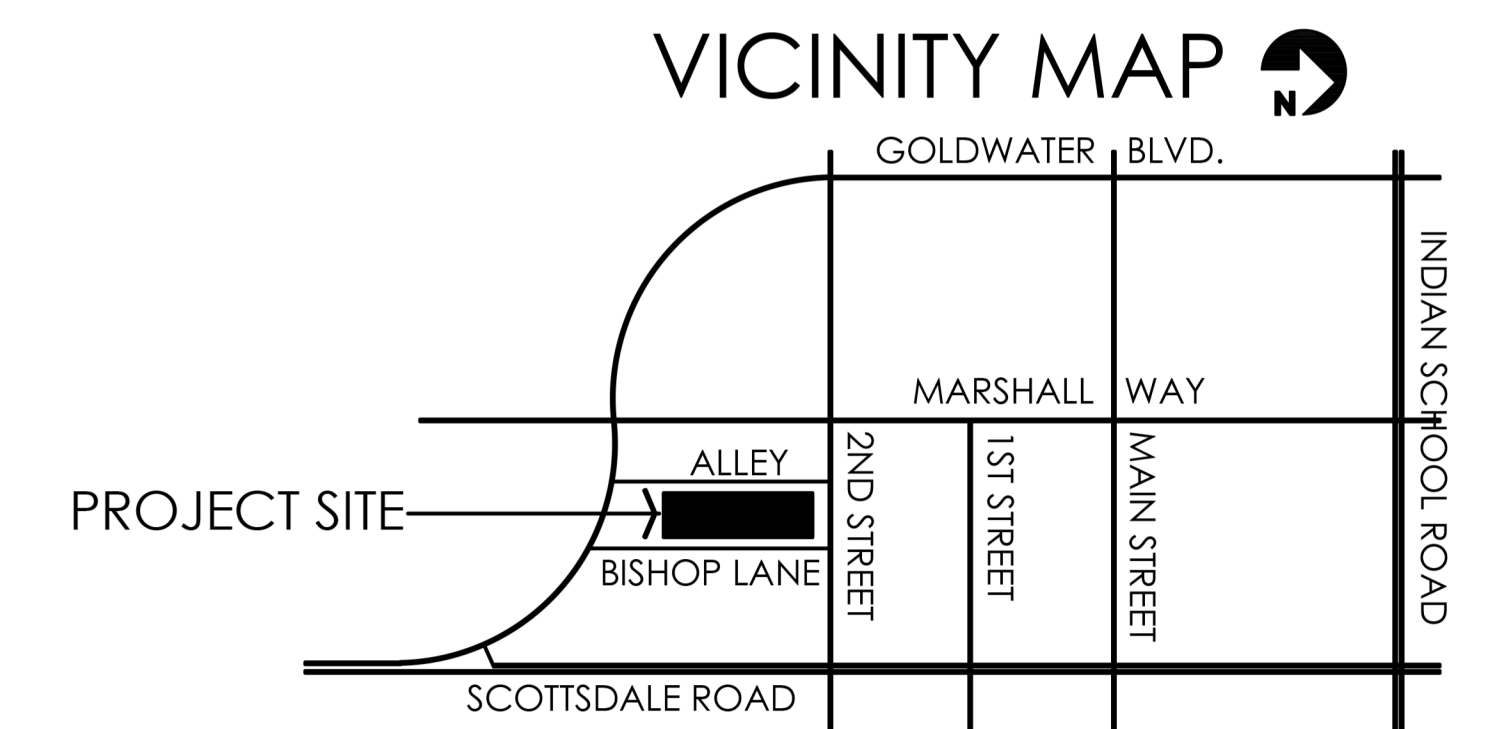 VICINITY MAP
N
GOLDWATER BLVD.
INDIAN SCHOOL ROAD
MARSHALL WAY
2ND STREET
1ST STREET
MAIN STREET
ALLEY
PROJECT SITE
BISHOP LANE
SCOTTSDALE ROAD